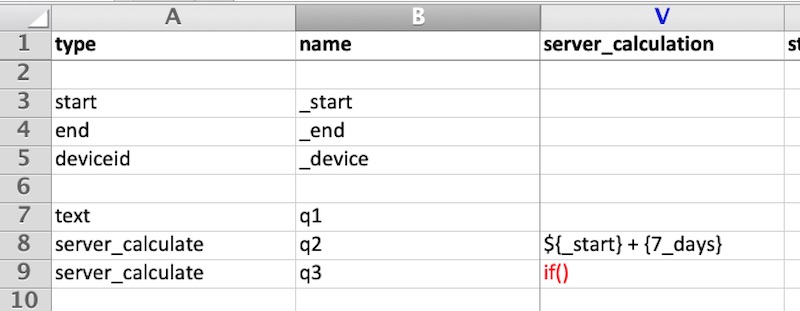 A B V
1 type name server_calculation st
2
3 start _start
4 end _end
5 deviceid _device
6
7 text q1
8 server_calculate q2 ${_start} + {7_days}
9 server_calculate q3 if()
10